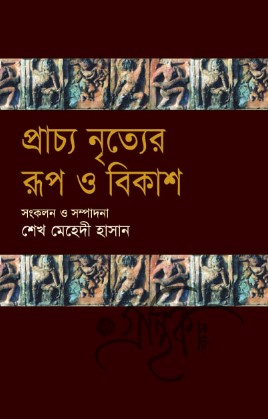 প্রাচ্য নৃত্যের
রূপ ও বিকাশ
সংকলন ও সম্পাদনা
শেখ মেহেদী হাসান